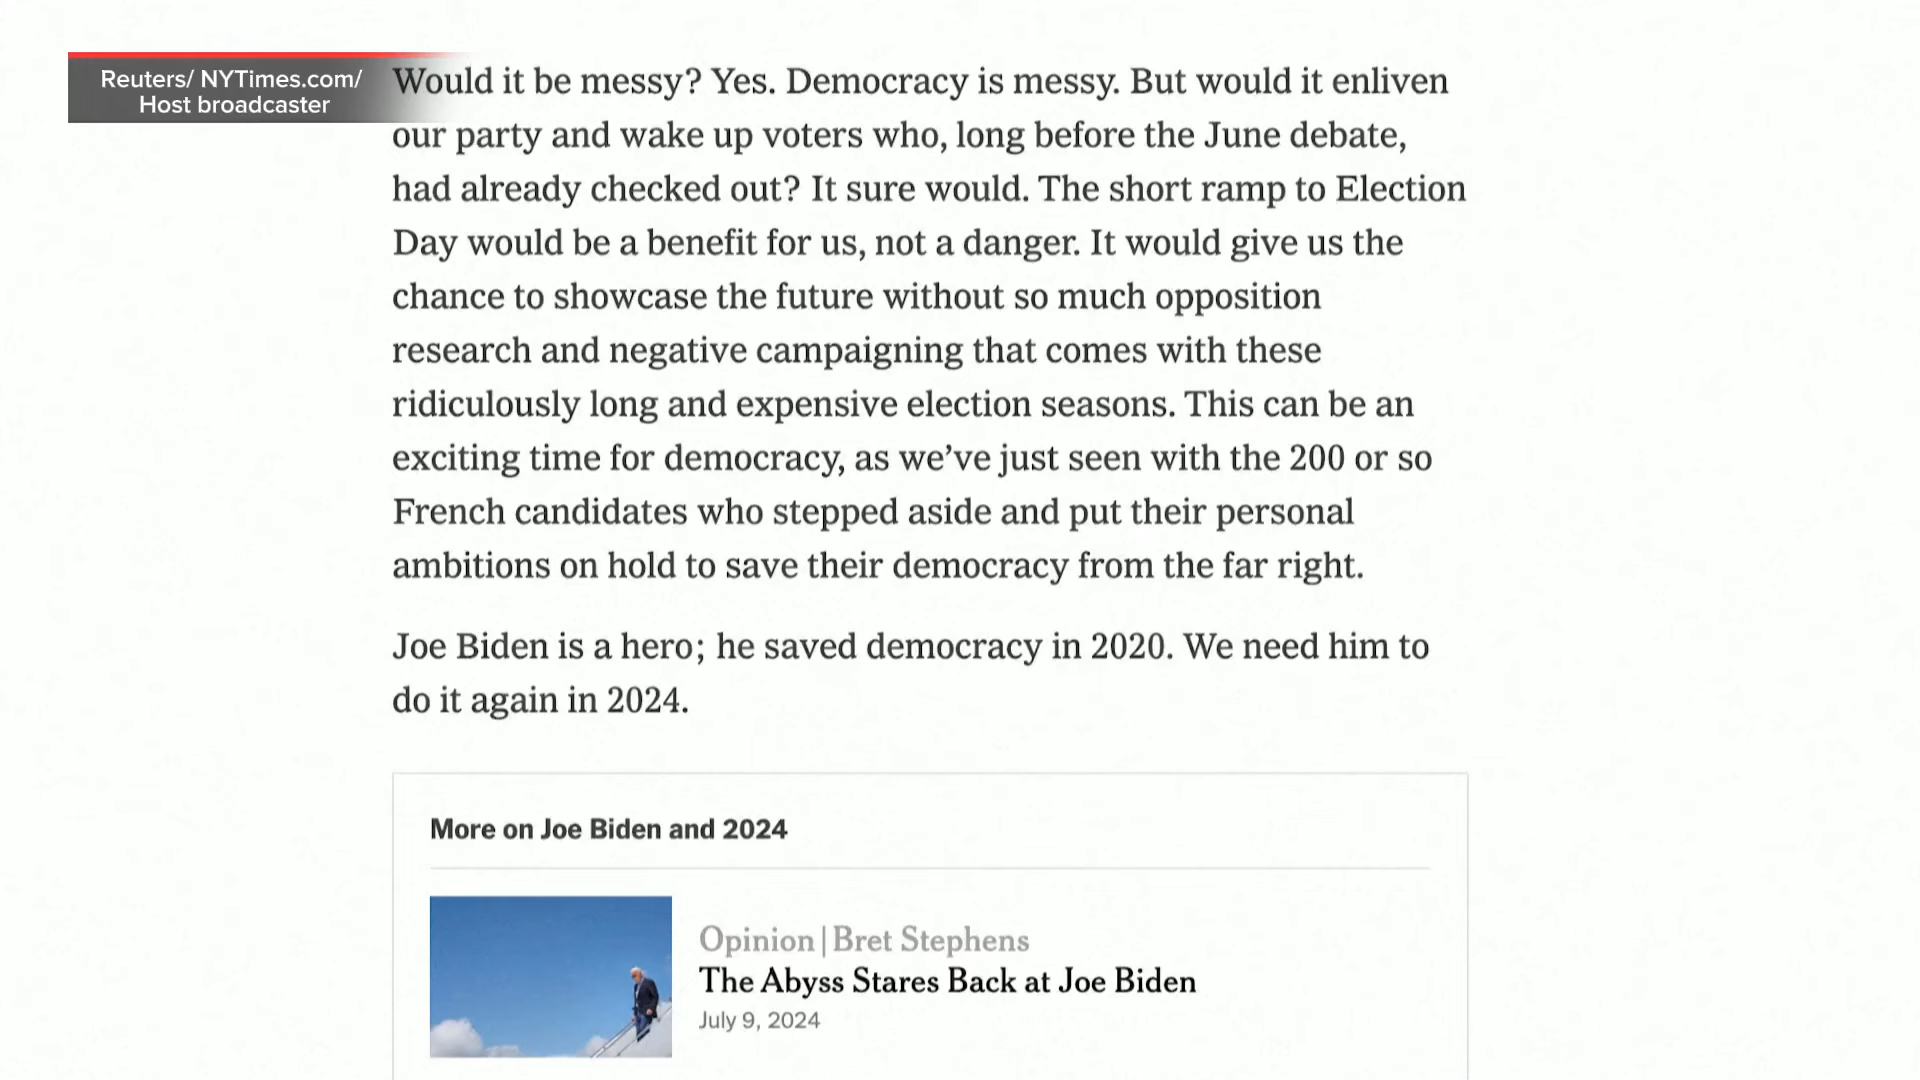 Reuters/ NYTimes.com/
Host broadcaster
Would it be messy? Yes. Democracy is messy. But would it enliven
our party and wake up voters who, long before the June debate,
had already checked out? It sure would. The short ramp to Election
Day would be a benefit for us, not a danger. It would give us the
chance to showcase the future without so much opposition
research and negative campaigning that comes with these
ridiculously long and expensive election seasons. This can be an
exciting time for democracy, as we’ve just seen with the 200 or so
French candidates who stepped aside and put their personal
ambitions on hold to save their democracy from the far right.
Joe Biden is a hero; he saved democracy in 2020. We need him to
do it again in 2024.
More on Joe Biden and 2024
Opinion | Bret Stephens
The Abyss Stares Back at Joe Biden
July 9, 2024